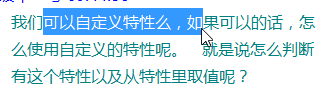 我们可以自定义特性么，如果可以的话，怎
么使用自定义的特性呢。  就是说怎么判断
有这个特性以及从特性里取值呢？